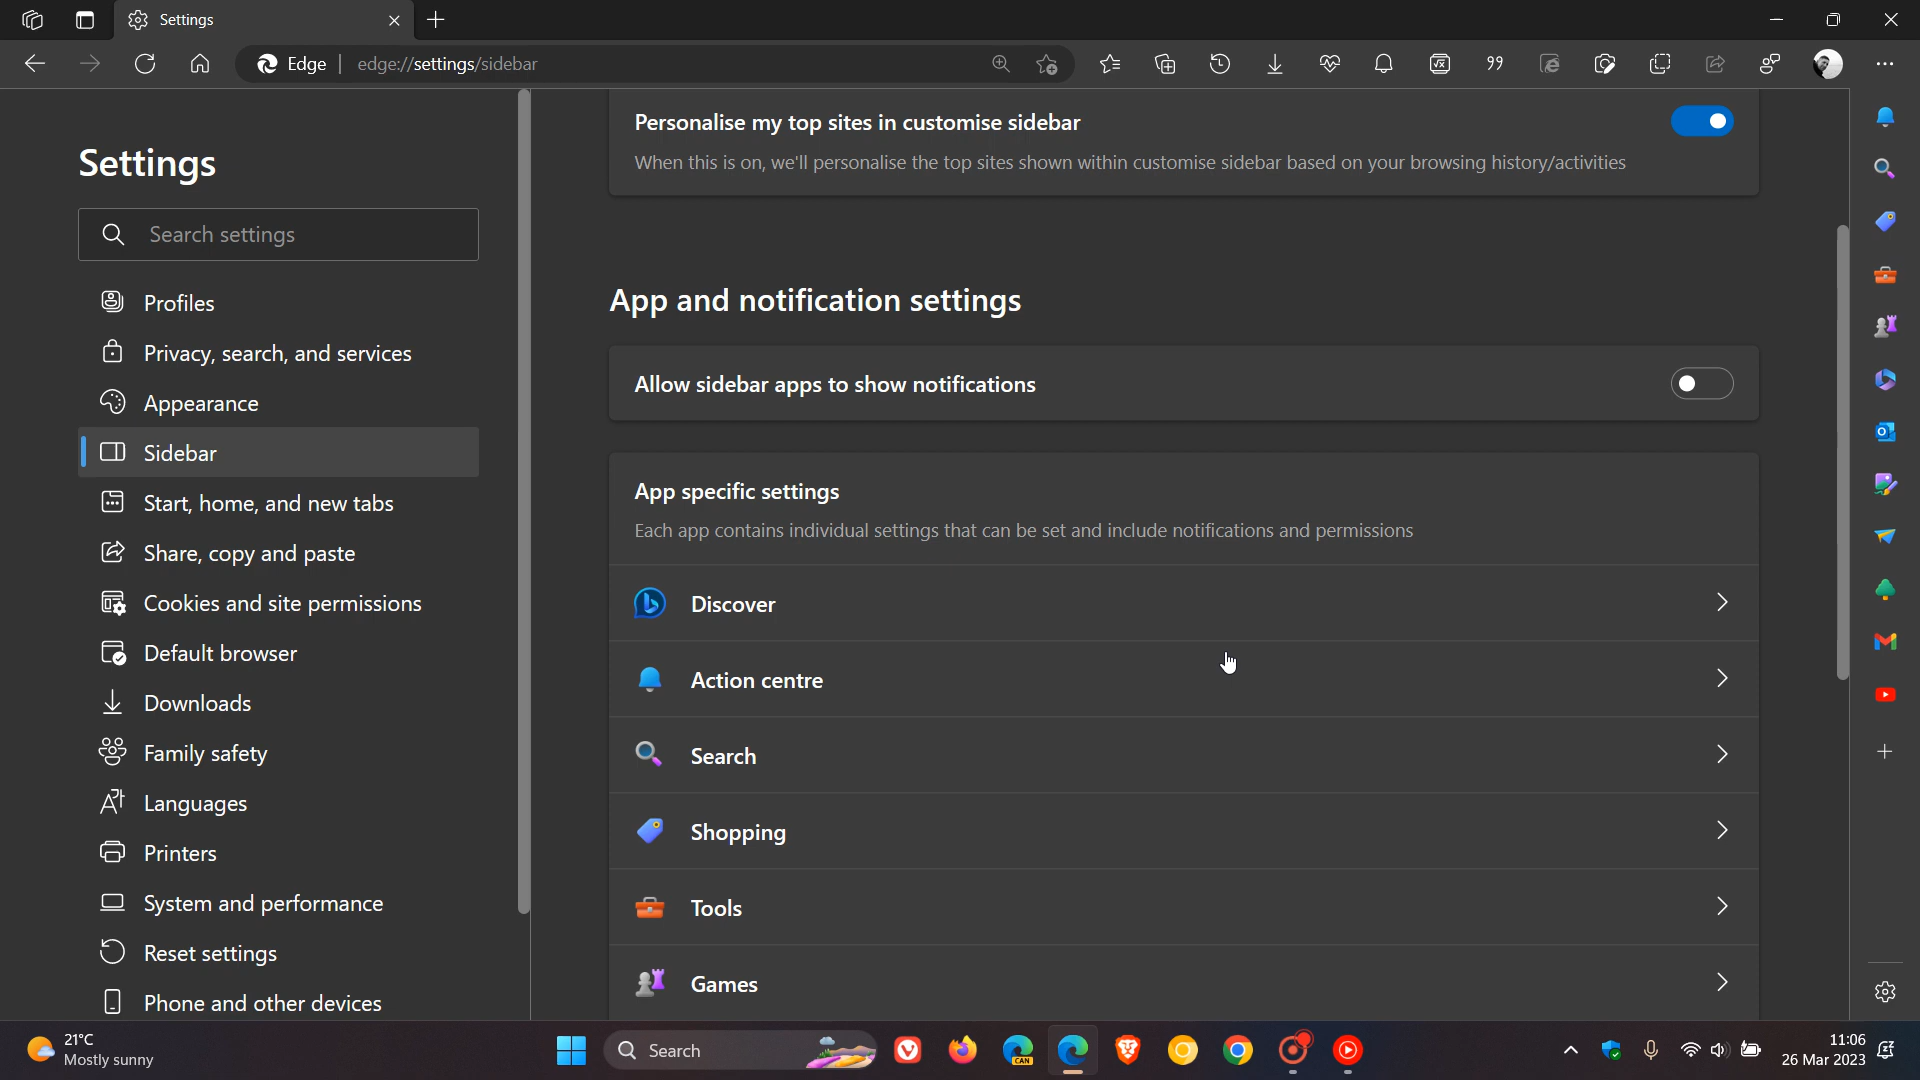 Settings
Edge
edge://settings/sidebar
Settings
Search settings
Profiles
Privacy, search, and services
Appearance
Sidebar
Start, home, and new tabs
Share, copy and paste
Cookies and site permissions
Default browser
Downloads
Family safety
Languages
Printers
System and performance
Reset settings
Phone and other devices
Personalise my top sites in customise sidebar
When this is on, we'll personalise the top sites shown within customise sidebar based on your browsing history/activities
App and notification settings
Allow sidebar apps to show notifications
App specific settings
Each app contains individual settings that can be set and include notifications and permissions
Discover
Action centre
Search
Shopping
Tools
Games
21°C
Mostly sunny
Search
CAN
11:06
26 Mar 2023